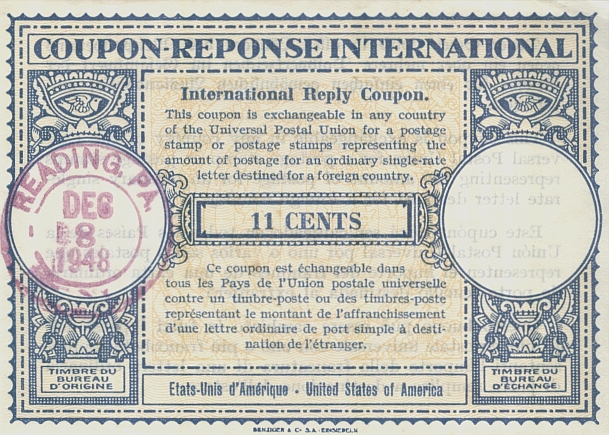 COUPON-REPONSE INTERNATIONAL
International Reply Coupon.
This coupon is exchangeable in any country
of the Universal Postal Union for a postage
stamp or postage stamps representing the
amount of postage for an ordinary single-rate
letter destined for a foreign country.
READING, PA.
DEC
8
1948
11 CENTS
Ce coupon est échangeable dans
tous les Pays de l'Union postale universelle
contre un timbre-poste ou des timbres-poste
représentant le montant de l'affranchissement
d'une lettre ordinaire de port simple à desti-
nation de l'étranger.
TIMBRE DU
BUREAU
D'ORIGINE
Etats-Unis d'Amérique - United States of America
TIMBRE DU
BUREAU
D'ÉCHANGE
BENZIGER & Co S.A. EINSIEDELN